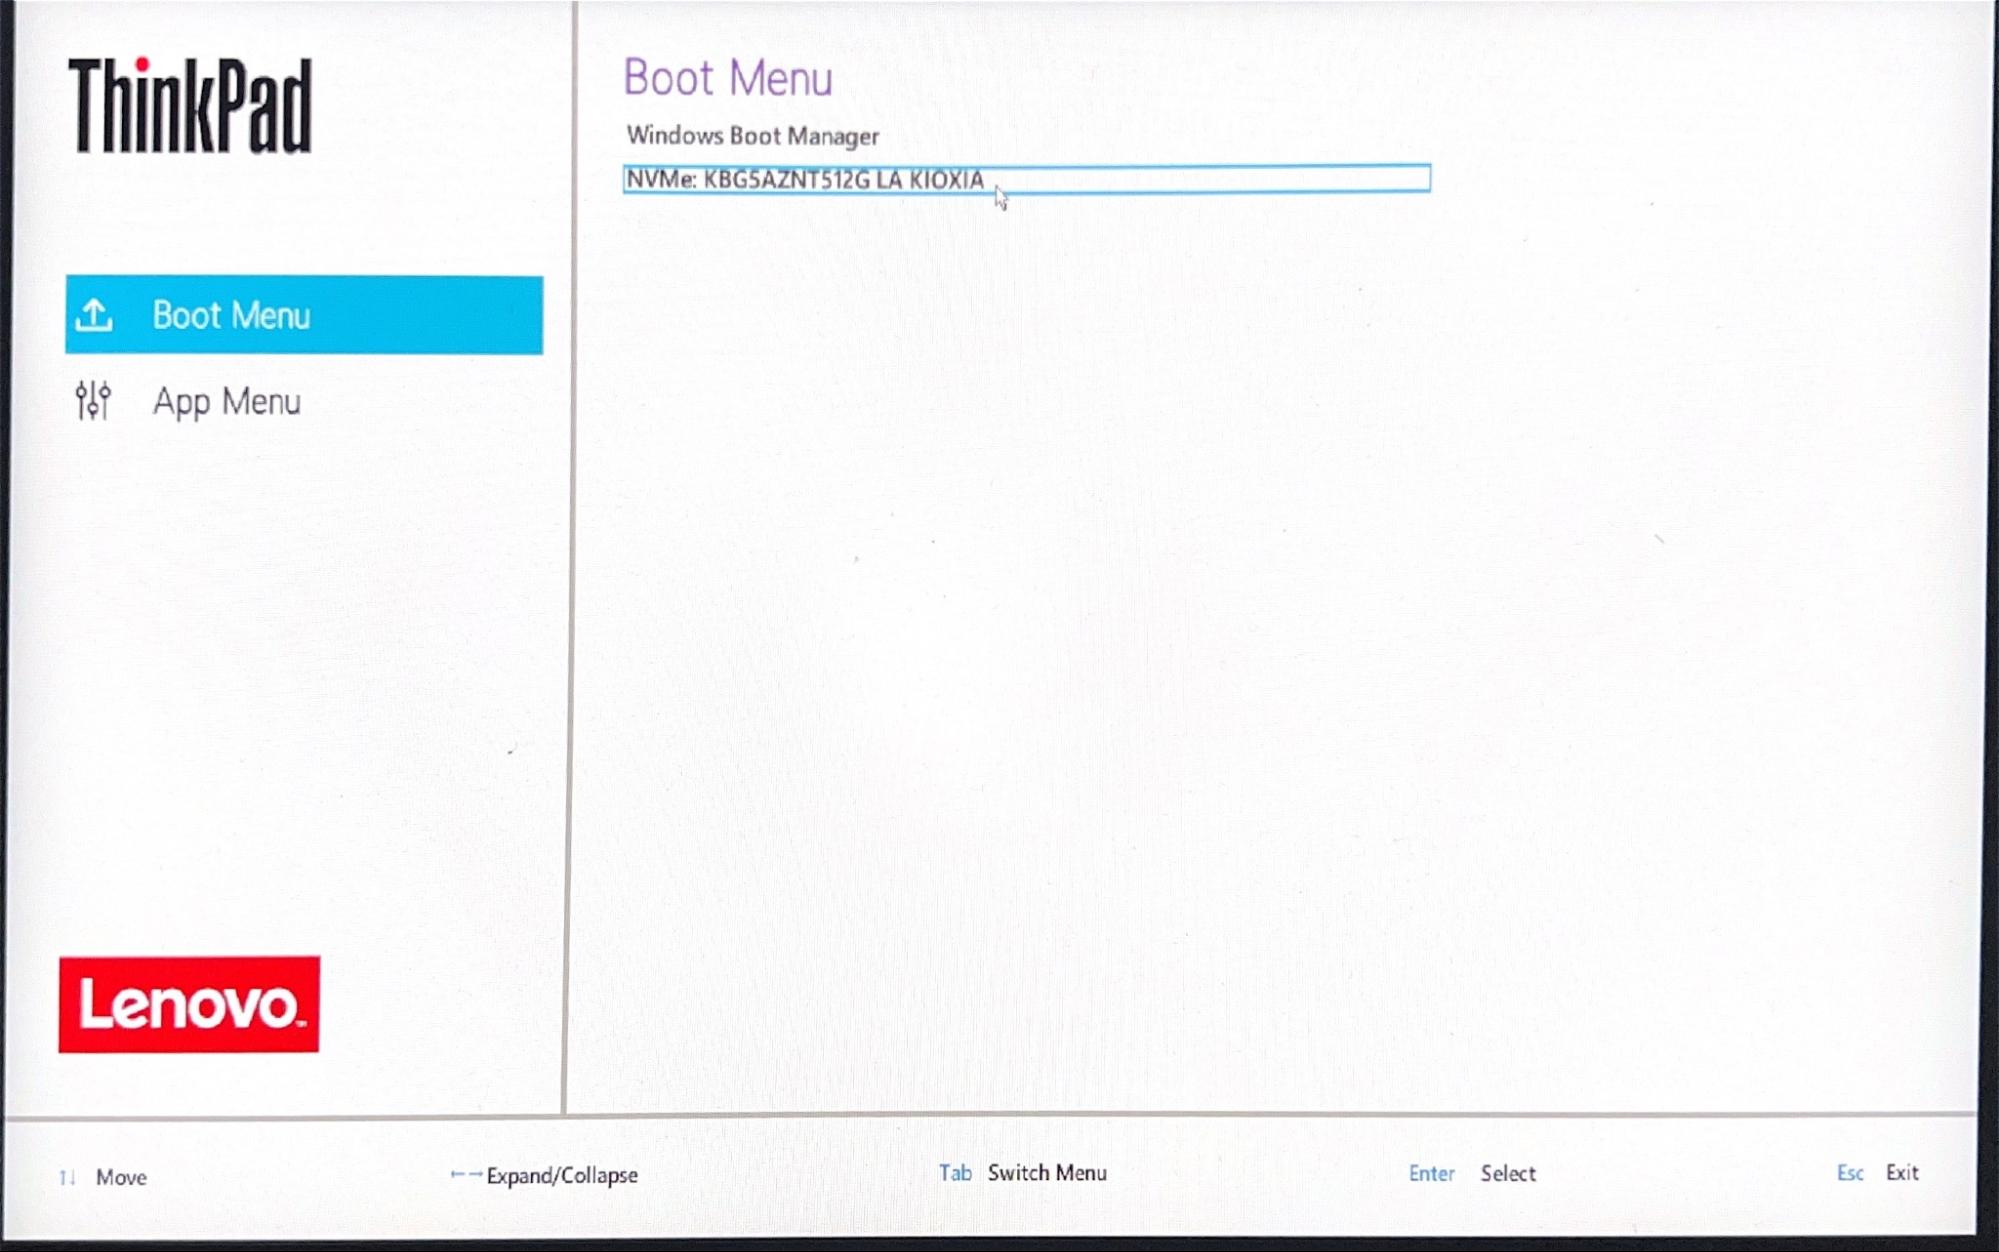 ThinkPad
Boot Menu
App Menu
Lenovo™
Boot Menu
Windows Boot Manager
NVMe: KBG5AZNT512G LA KIOXIA
↑↓ Move
←→ Expand/Collapse
Tab Switch Menu
Enter Select
Esc Exit